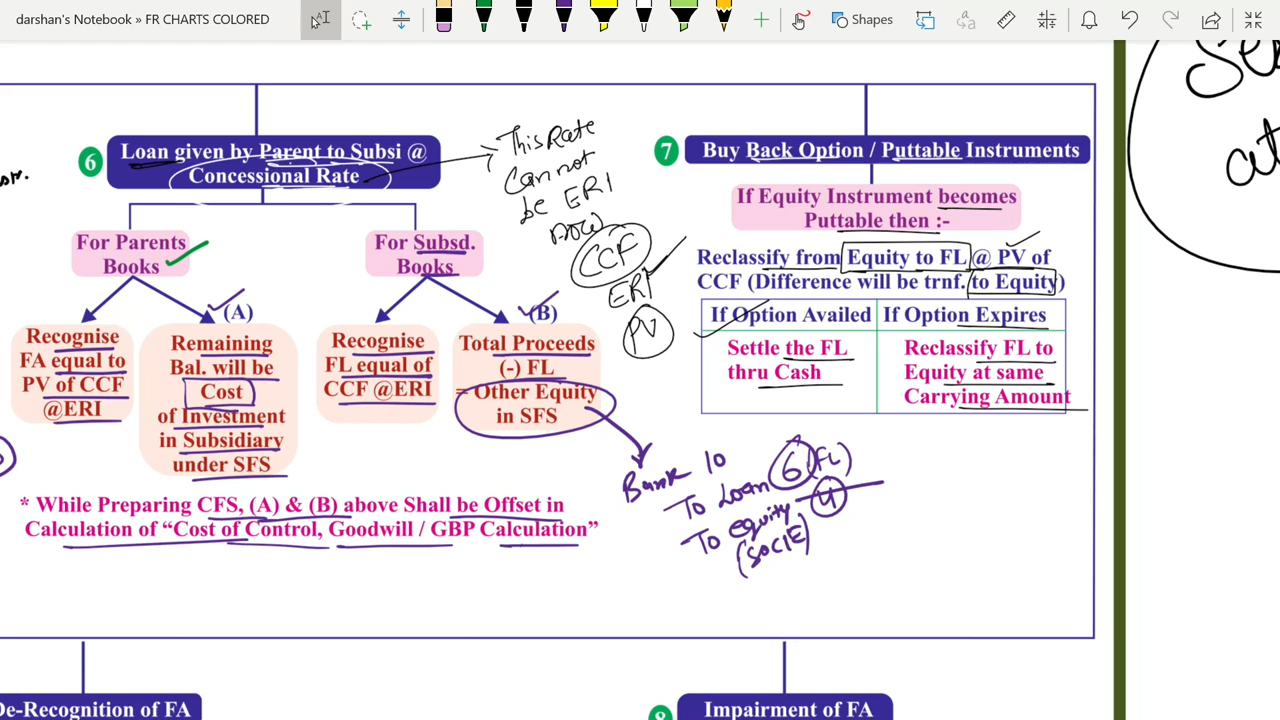 darshan's Notebook » FR CHARTS COLORED
Shapes
6
Loan given by Parent to Subsi @
Concessional Rate
This Rate
Cannot
be ERI
now
CCF
ERI
PV
For Parents
Books
For Subsd.
Books
(A)
(B)
Recognise
FA equal to
PV of CCF
@ERI
Remaining
Bal. will be
Cost
of Investment
in Subsidiary
under SFS
Recognise
FL equal of
CCF @ERI
Total Proceeds
(-) FL
= Other Equity
in SFS
* While Preparing CFS, (A) & (B) above Shall be Offset in
Calculation of “Cost of Control, Goodwill / GBP Calculation”
Bank 10
To Loan 6 (FL)
To equity 4
(SOCIE)
7
Buy Back Option / Puttable Instruments
If Equity Instrument becomes
Puttable then :-
Reclassify from Equity to FL @ PV of
CCF (Difference will be trnf. to Equity)
If Option Availed
If Option Expires
Settle the FL
thru Cash
Reclassify FL to
Equity at same
Carrying Amount
De-Recognition of FA
8
Impairment of FA